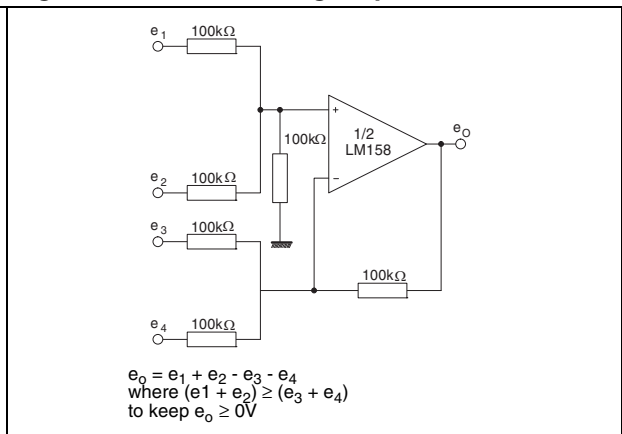 e1 100kΩ
100kΩ
+
1/2
LM158
-
eO
e2 100kΩ
e3 100kΩ
100kΩ
e4 100kΩ
eo = e1 + e2 - e3 - e4
where (e1 + e2) ≥ (e3 + e4)
to keep eo ≥ 0V